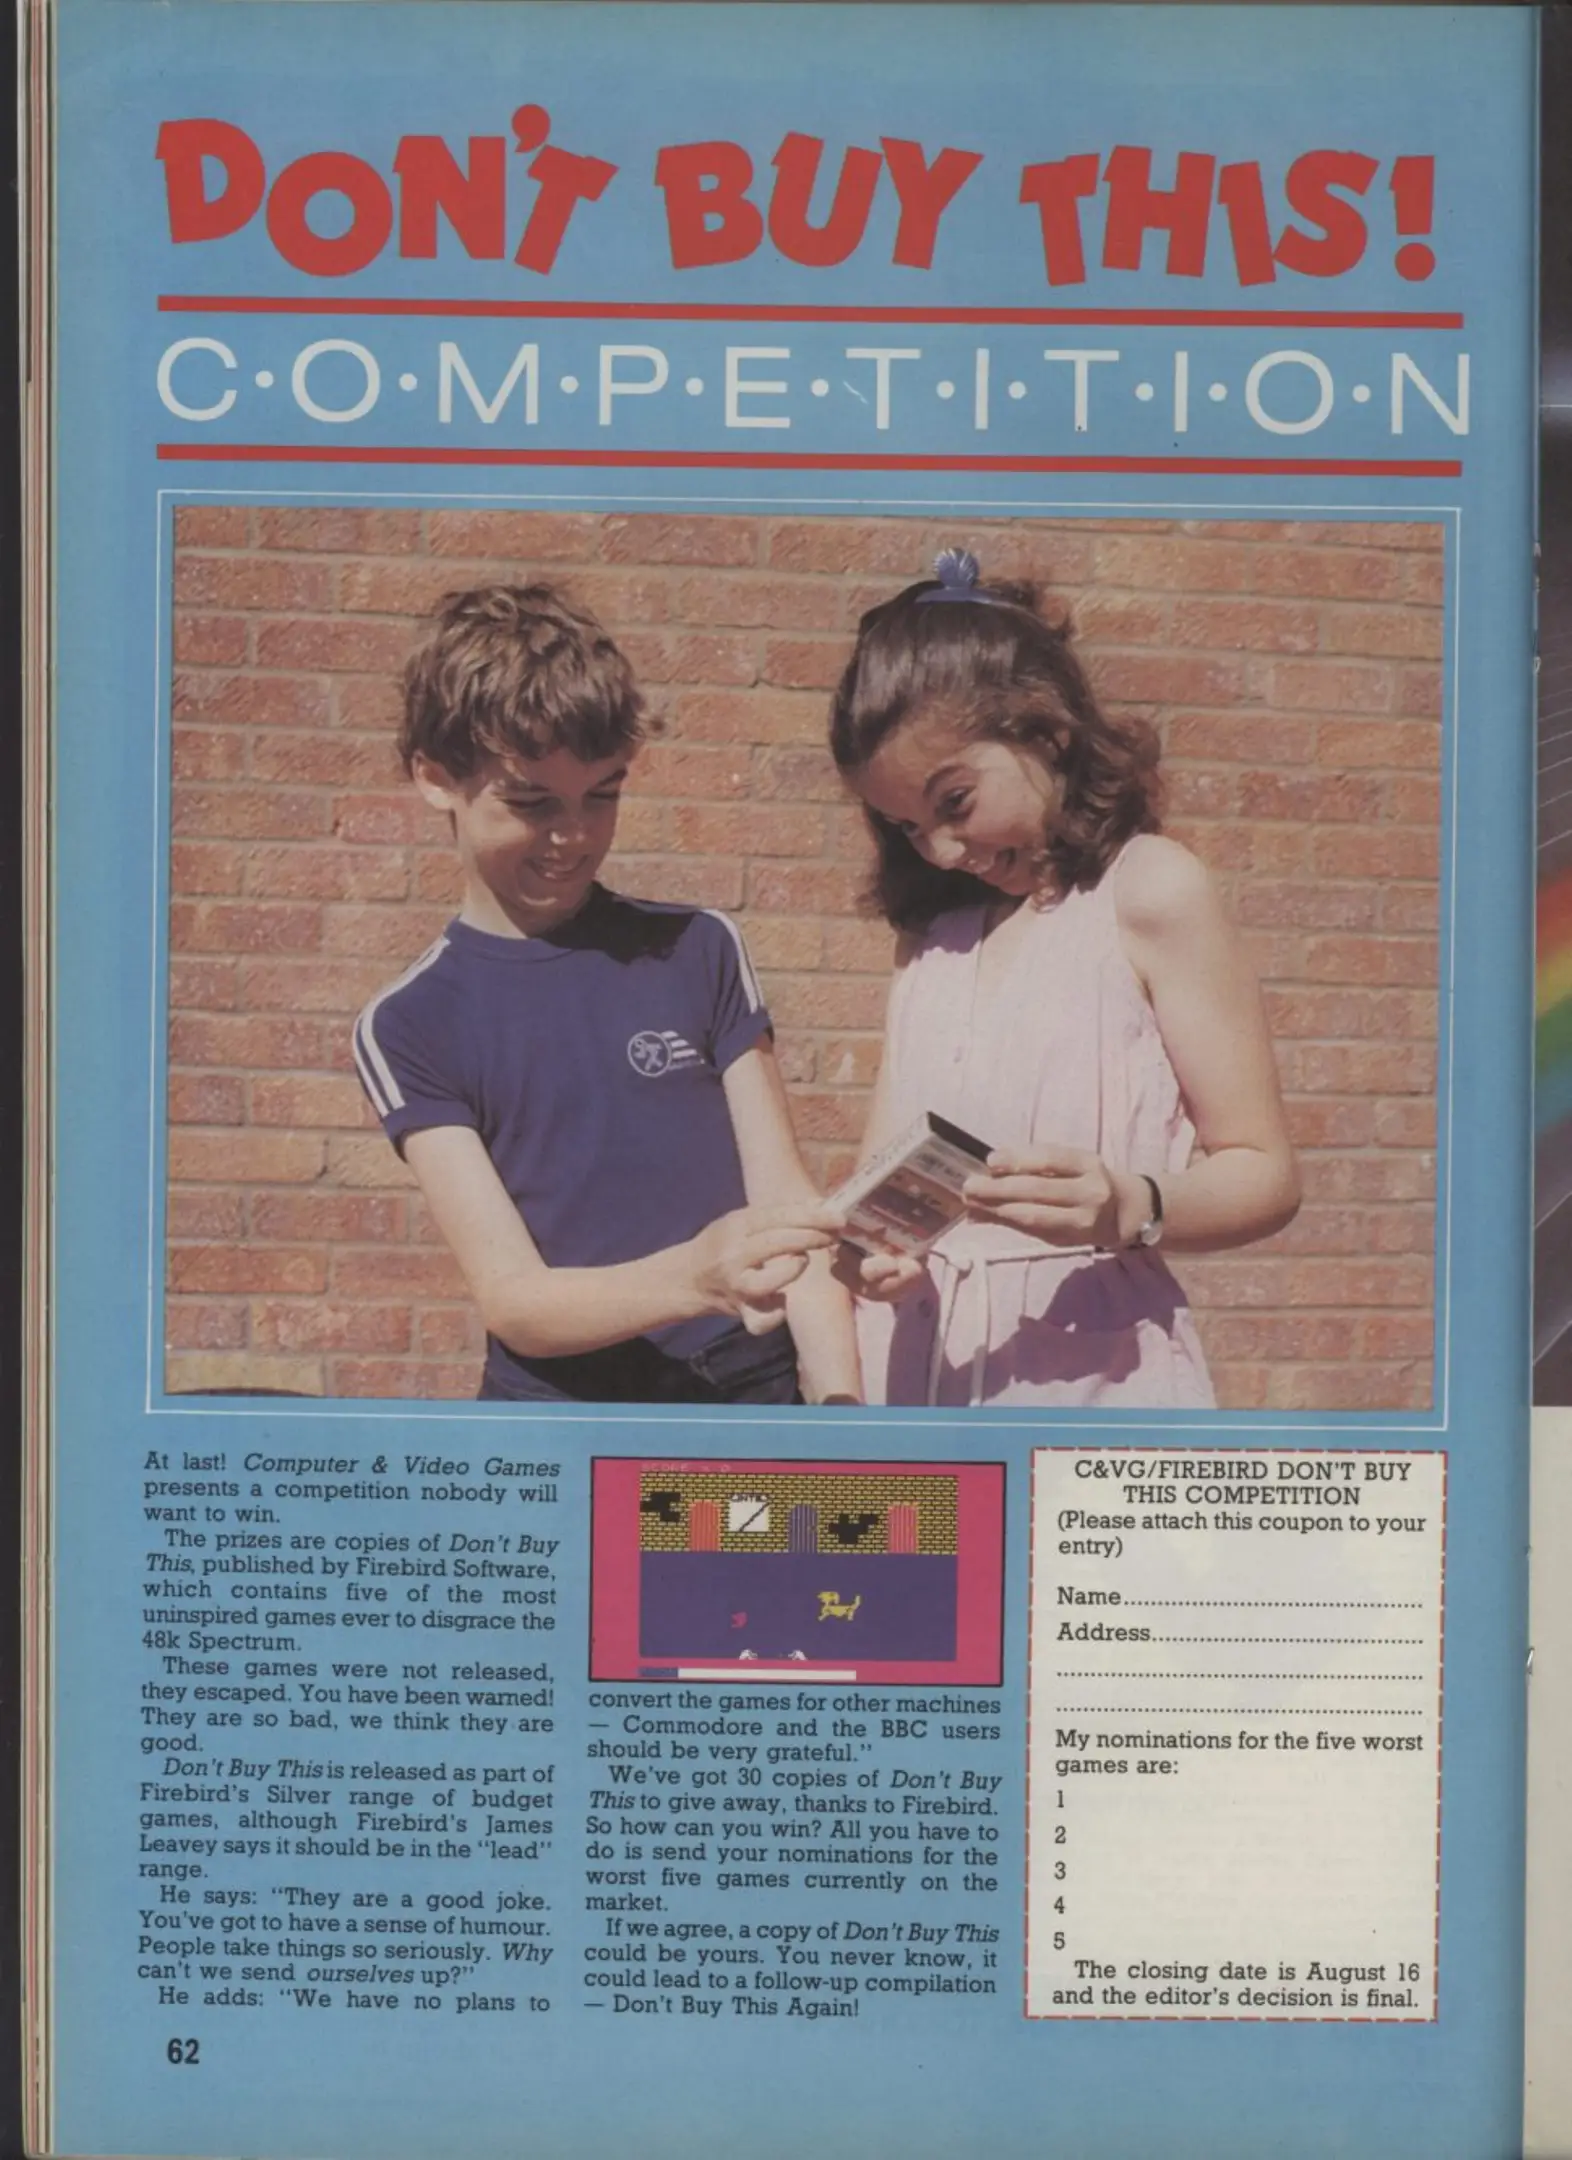 DON'T BUY THIS!
C·O·M·P·E·T·I·T·I·O·N
At last! Computer & Video Games
presents a competition nobody will
want to win.
The prizes are copies of Don't Buy
This, published by Firebird Software,
which contains five of the most
uninspired games ever to disgrace the
48k Spectrum.
These games were not released,
they escaped. You have been warned!
They are so bad, we think they are
good.
Don't Buy This is released as part of
Firebird's Silver range of budget
games, although Firebird's James
Leavey says it should be in the "lead"
range.
He says: "They are a good joke.
You've got to have a sense of humour.
People take things so seriously. Why
can't we send ourselves up?"
He adds: "We have no plans to
SCORE = 0
convert the games for other machines
— Commodore and the BBC users
should be very grateful."
We've got 30 copies of Don't Buy
This to give away, thanks to Firebird.
So how can you win? All you have to
do is send your nominations for the
worst five games currently on the
market.
If we agree, a copy of Don't Buy This
could be yours. You never know, it
could lead to a follow-up compilation
— Don't Buy This Again!
C&VG/FIREBIRD DON'T BUY
THIS COMPETITION
(Please attach this coupon to your
entry)
Name
Address
My nominations for the five worst
games are:
1
2
3
4
5
The closing date is August 16
and the editor's decision is final.
62